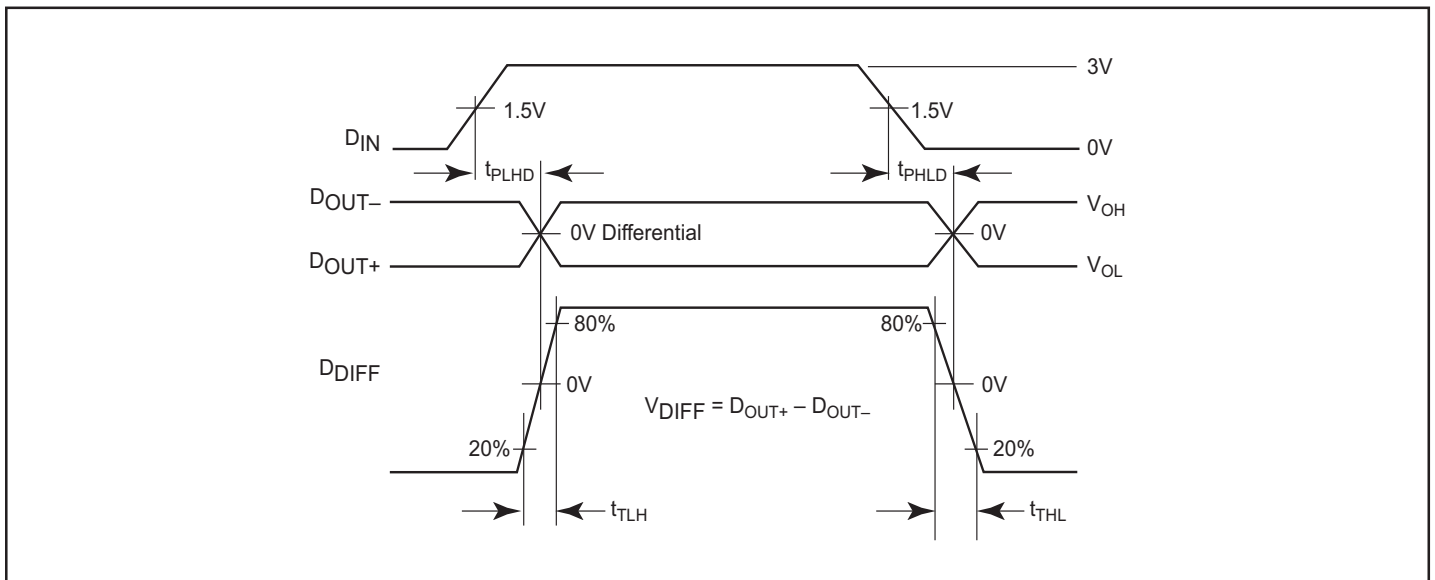 3V
1.5V 1.5V
DIN 0V
tPLHD tPHLD
DOUT– VOH
0V Differential 0V
DOUT+ VOL
80% 80%
DDIFF 0V 0V
VDIFF = DOUT+ – DOUT–
20% 20%
tTLH tTHL